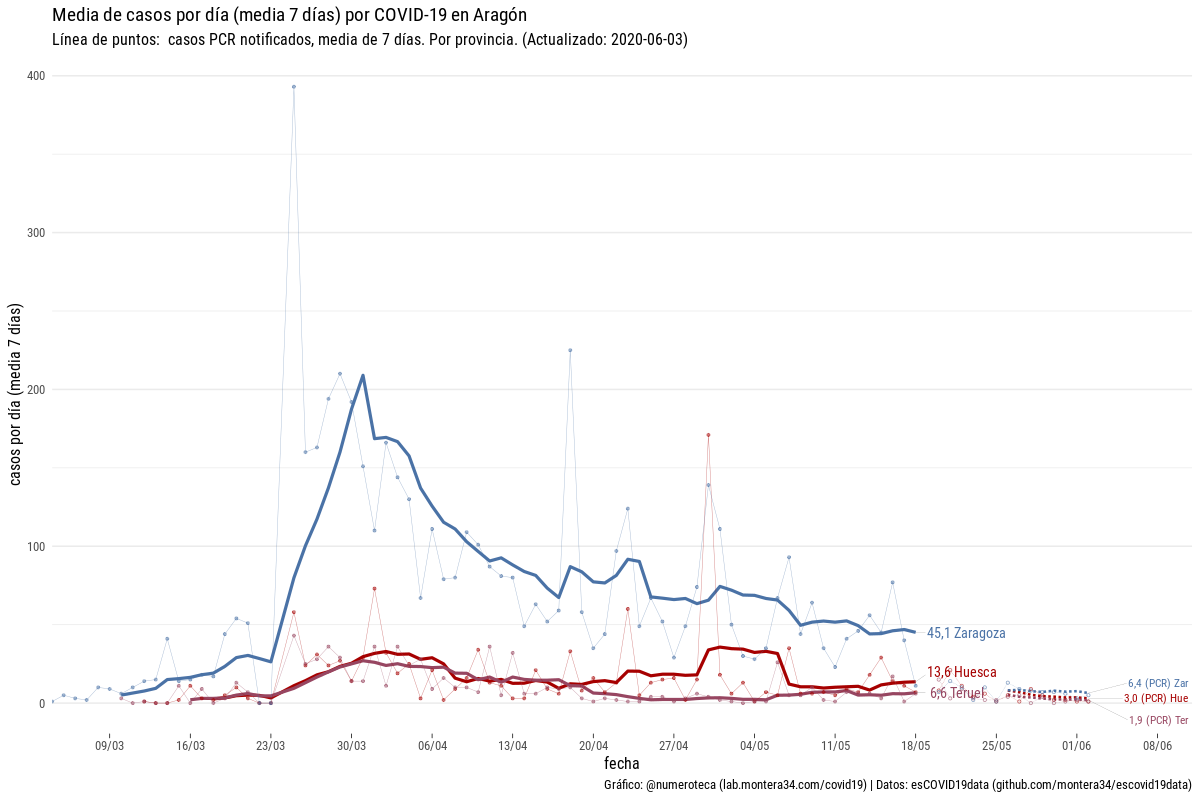 Media de casos por día (media 7 días) por COVID-19 en Aragón
Línea de puntos:  casos PCR notificados, media de 7 días. Por provincia. (Actualizado: 2020-06-03)
casos por día (media 7 días)
400
300
200
100
0
45,1 Zaragoza
13,6 Huesca
6,6 Teruel
6,4 (PCR) Zar
3,0 (PCR) Hue
1,9 (PCR) Ter
09/03 16/03 23/03 30/03 06/04 13/04 20/04 27/04 04/05 11/05 18/05 25/05 01/06 08/06
fecha
Gráfico: @numeroteca (lab.montera34.com/covid19) | Datos: esCOVID19data (github.com/montera34/escovid19data)